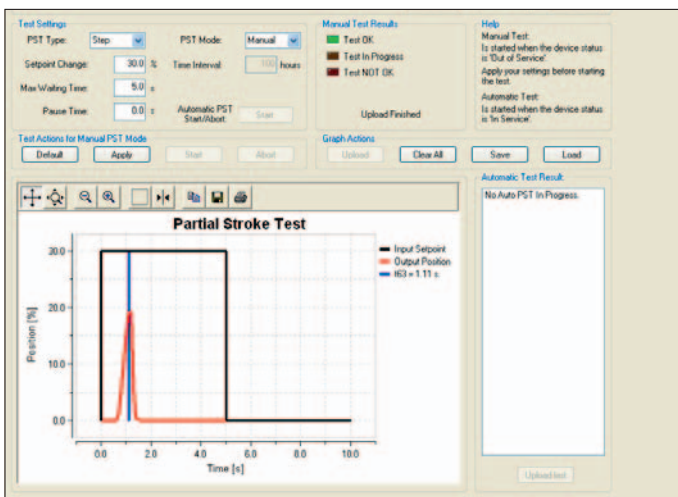 Test Settings
PST Type: Step
PST Mode: Manual
Setpoint Change: 30.0 %
Time Interval: 100 hours
Max Waiting Time: 5.0 s
Pause Time: 0.0 s
Automatic PST
Start/Abort:
Start
Manual Test Results
Test OK
Test In Progress
Test NOT OK
Upload Finished
Help
Manual Test:
Is started when the device status
is 'Out of Service'.
Apply your settings before starting
the test.
Automatic Test:
Is started when the device status
is 'In Service'.
Test Actions for Manual PST Mode
Default
Apply
Start
Abort
Graph Actions
Upload
Clear All
Save
Load
Automatic Test Result
No Auto PST In Progress.
Partial Stroke Test
Input Setpoint
Output Position
t63 = 1.11 s
Position [%]
30.0
20.0
10.0
0.0
0.0 2.0 4.0 6.0 8.0 10.0
Time [s]
Upload last